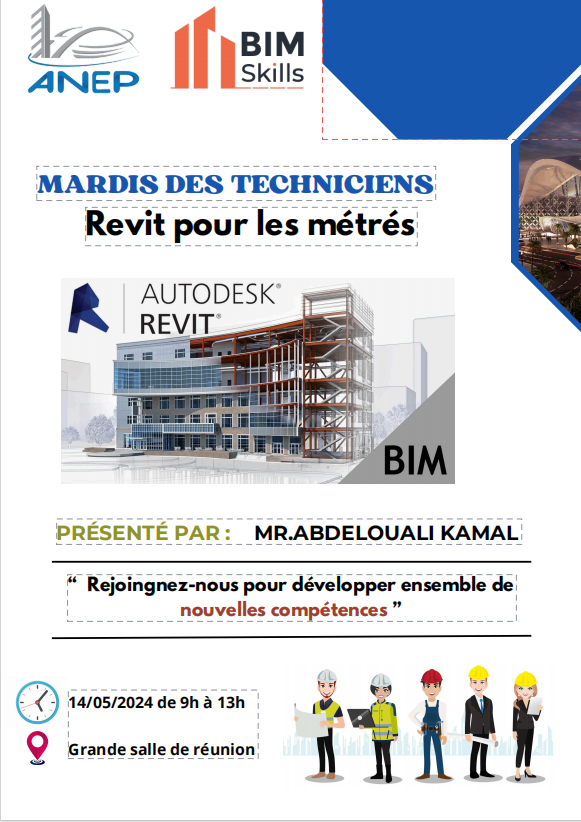 ANEP
BIM
Skills
MARDIS DES TECHNICIENS
Revit pour les métrés
AUTODESK®
REVIT®
BIM
PRÉSENTÉ PAR : MR.ABDELOUALI KAMAL
“ Rejoingnez-nous pour développer ensemble de
nouvelles compétences ”
14/05/2024 de 9h à 13h
Grande salle de réunion